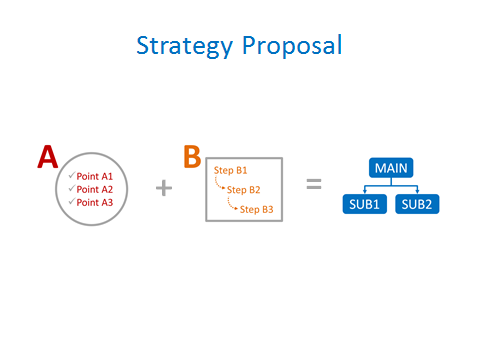 Strategy Proposal
A
✓Point A1
✓Point A2
✓Point A3
+
B
Step B1
Step B2
Step B3
=
MAIN
SUB1 SUB2